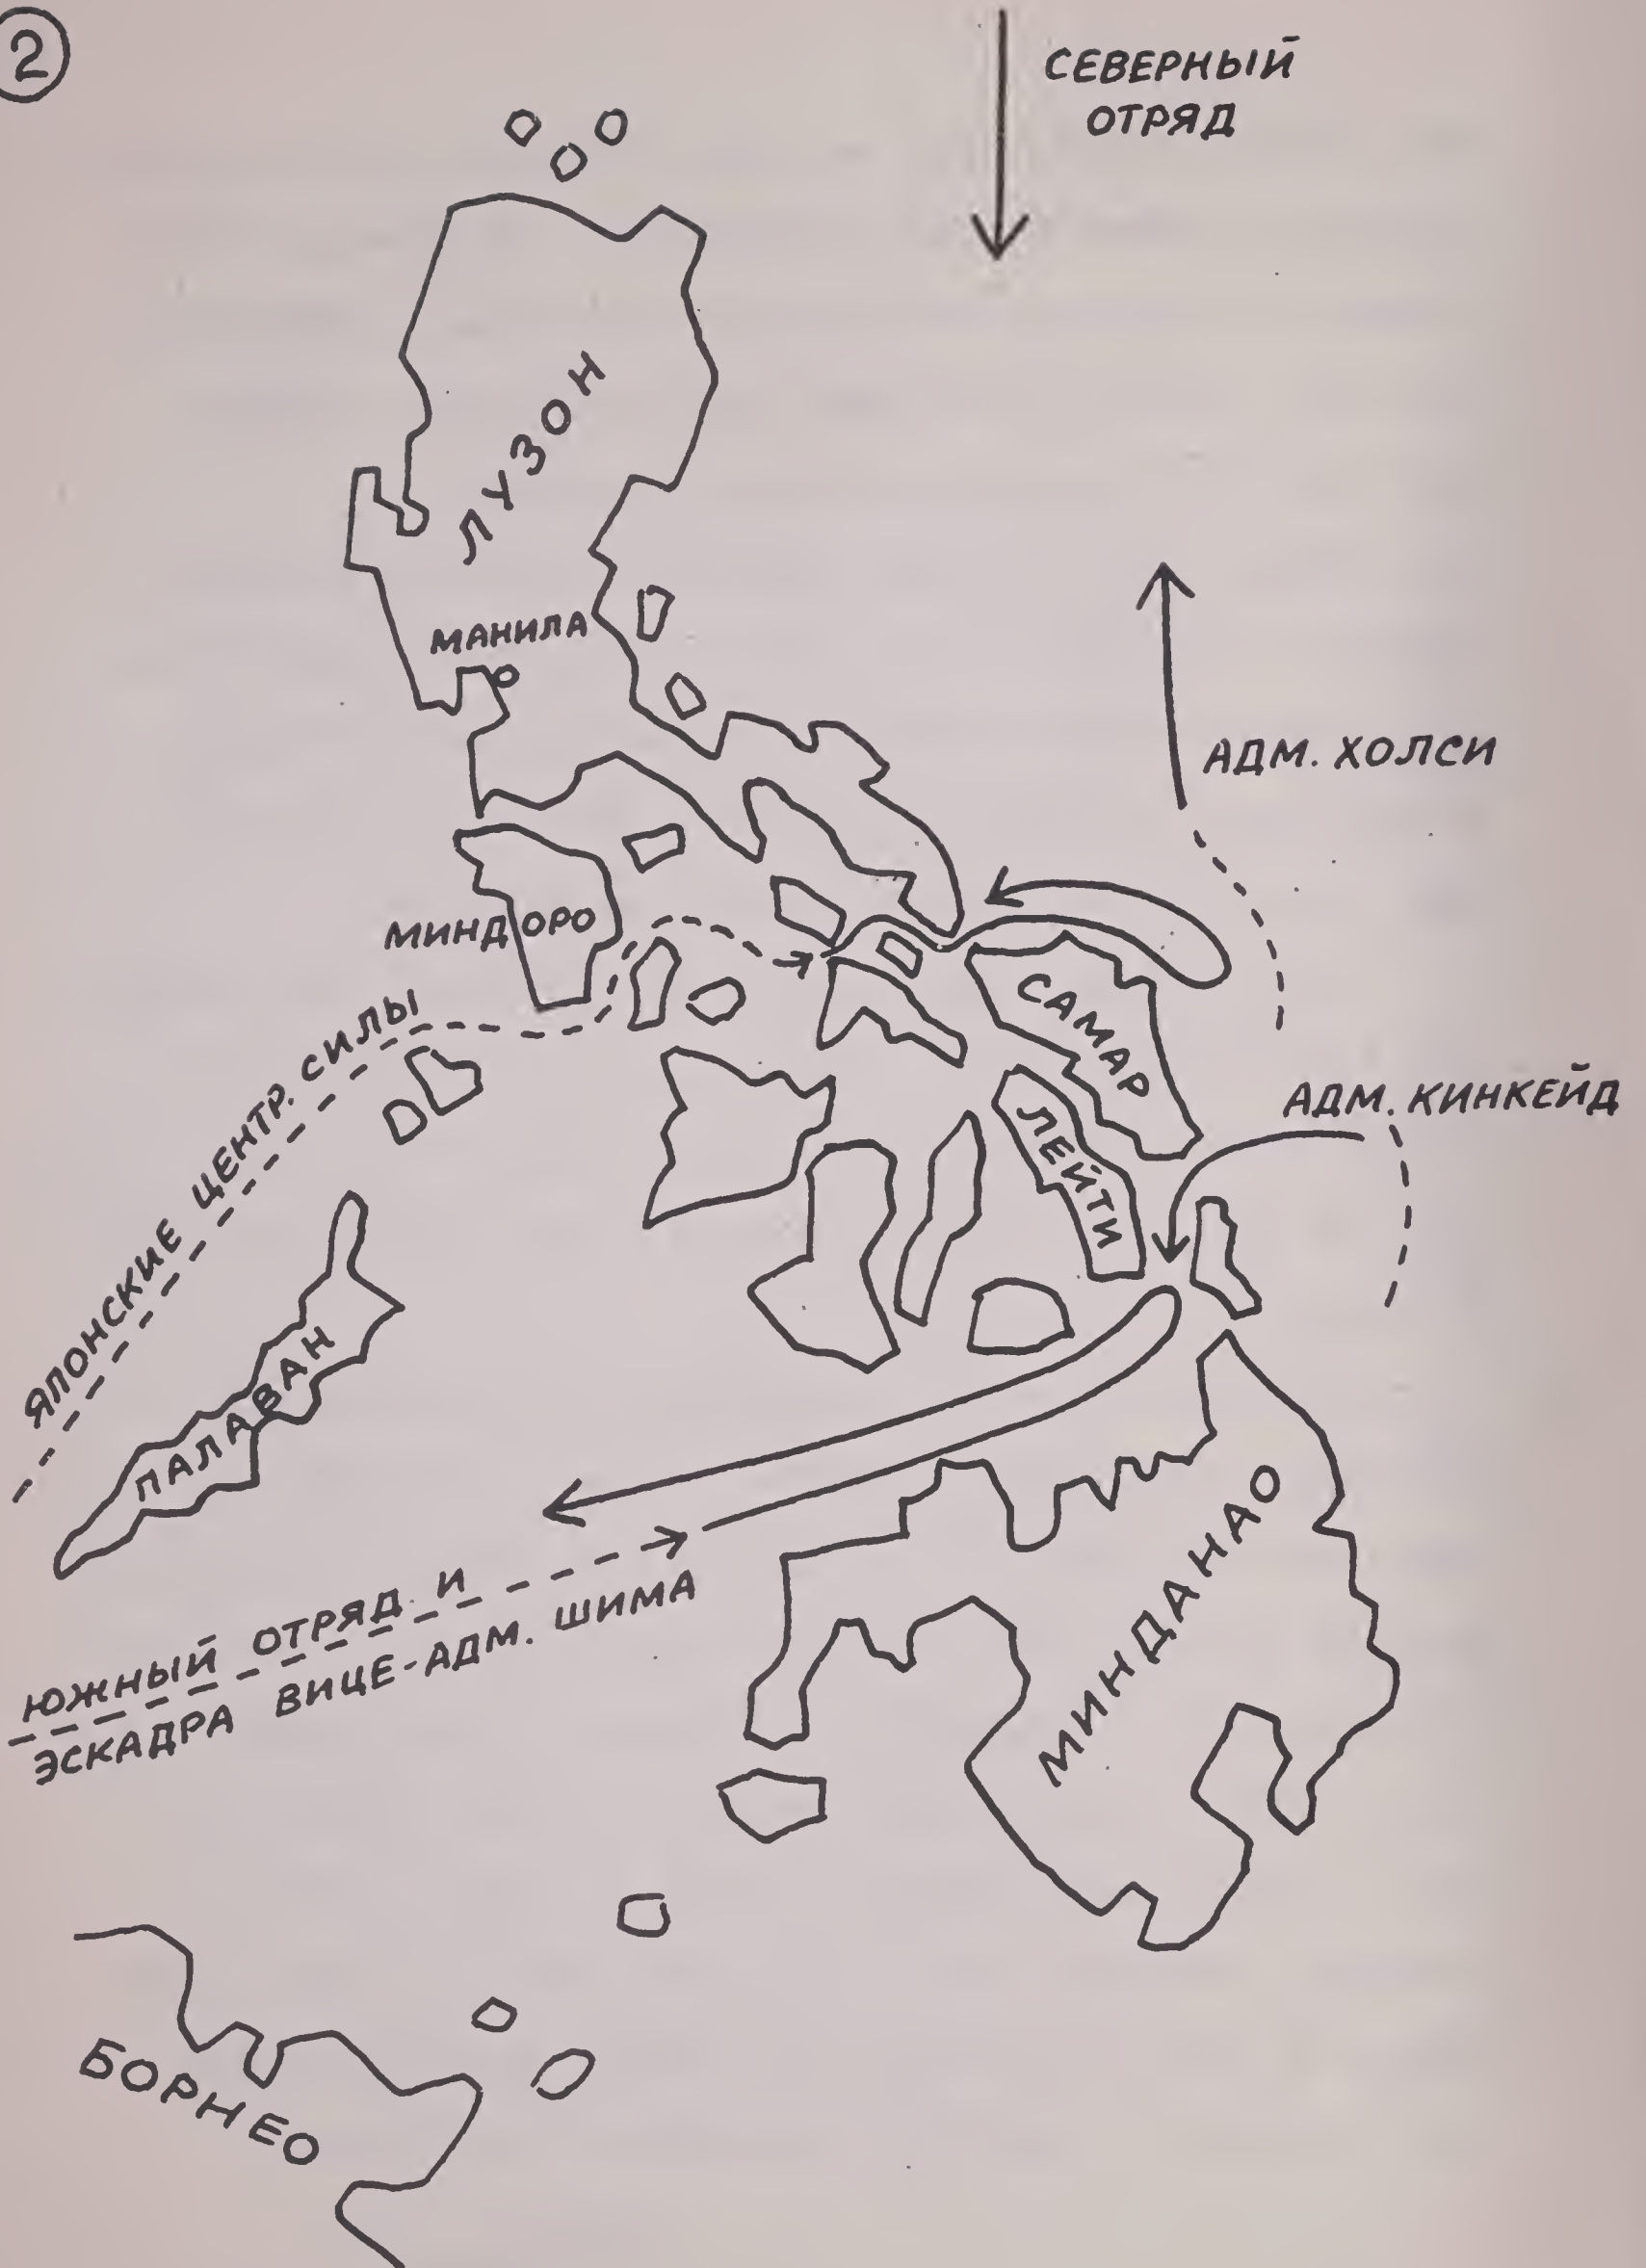 2
СЕВЕРНЫЙ
ОТРЯД
ЛУЗОН
МАНИЛА
АДМ. ХОЛСИ
МИНДОРО
САМАР
ЯПОНСКИЕ ЦЕНТР. СИЛЫ
АДМ. КИНКЕЙД
ЛЕЙТИ
ПАЛАВАН
ЮЖНЫЙ ОТРЯД И
ЭСКАДРА ВИЦЕ-АДМ. ШИМА
МИНДАНАО
БОРНЕО